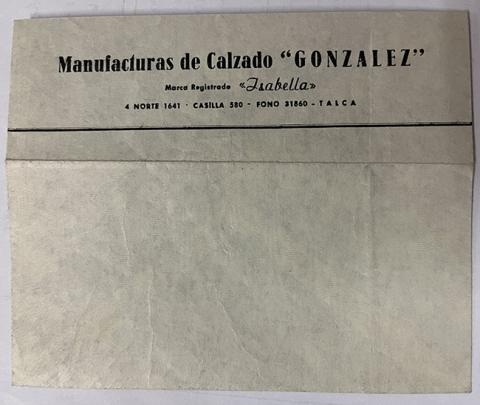 Manufacturas de Calzado “GONZALEZ”
Marca Registrada «Isabella»
4 NORTE 1641 · CASILLA 580 - FONO 31860 - TALCA